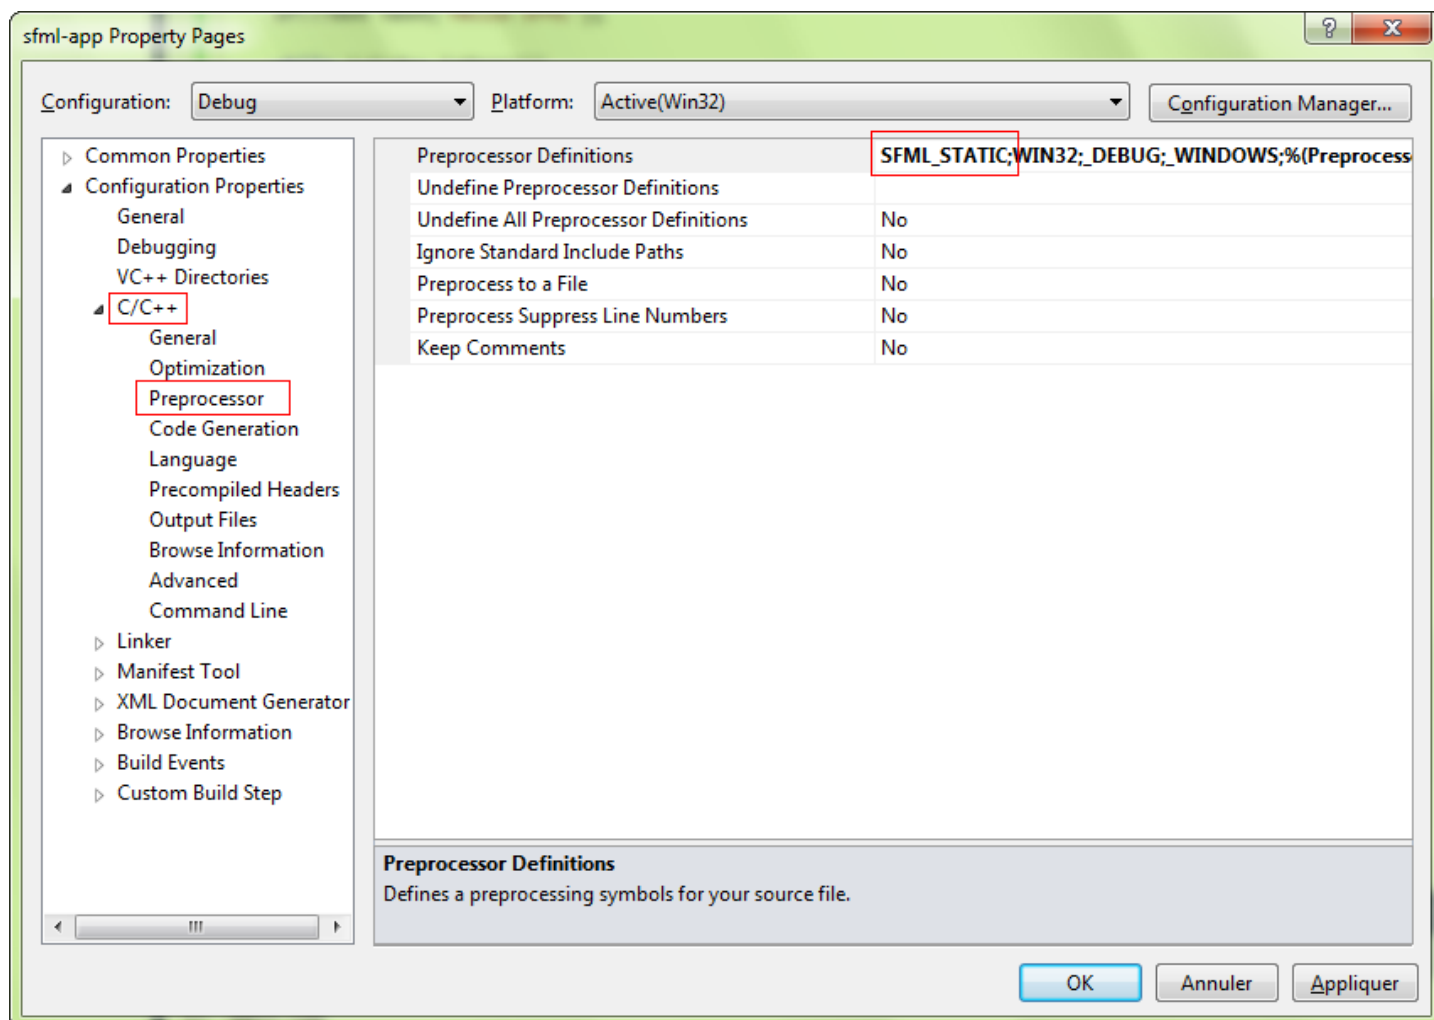 sfml-app Property Pages
Configuration: Debug Platform: Active(Win32) Configuration Manager...
Common Properties
Configuration Properties
General
Debugging
VC++ Directories
C/C++
General
Optimization
Preprocessor
Code Generation
Language
Precompiled Headers
Output Files
Browse Information
Advanced
Command Line
Linker
Manifest Tool
XML Document Generator
Browse Information
Build Events
Custom Build Step
Preprocessor Definitions SFML_STATIC;WIN32;_DEBUG;_WINDOWS;%(Preprocess
Undefine Preprocessor Definitions
Undefine All Preprocessor Definitions No
Ignore Standard Include Paths No
Preprocess to a File No
Preprocess Suppress Line Numbers No
Keep Comments No
Preprocessor Definitions
Defines a preprocessing symbols for your source file.
OK Annuler Appliquer